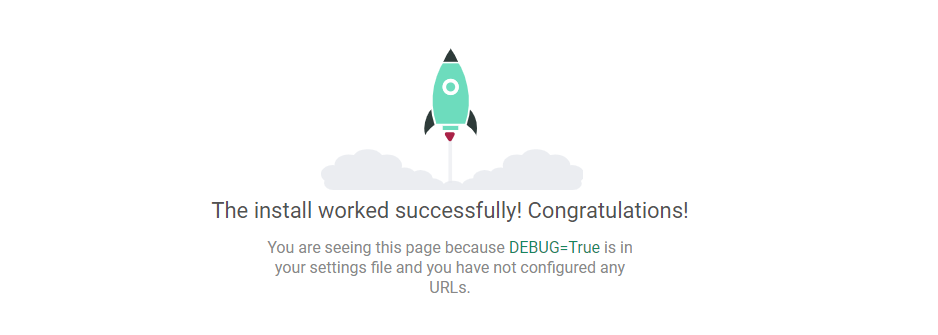 The install worked successfully! Congratulations!
You are seeing this page because DEBUG=True is in
your settings file and you have not configured any
URLs.